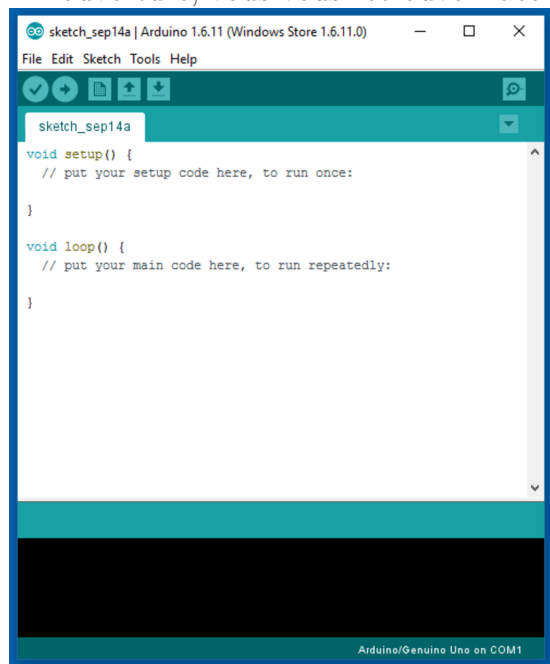 sketch_sep14a | Arduino 1.6.11 (Windows Store 1.6.11.0)
File Edit Sketch Tools Help
sketch_sep14a
void setup() {
  // put your setup code here, to run once:
}
void loop() {
  // put your main code here, to run repeatedly:
}
Arduino/Genuino Uno on COM1